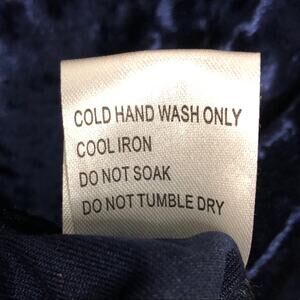 COLD HAND WASH ONLY
COOL IRON
DO NOT SOAK
DO NOT TUMBLE DRY